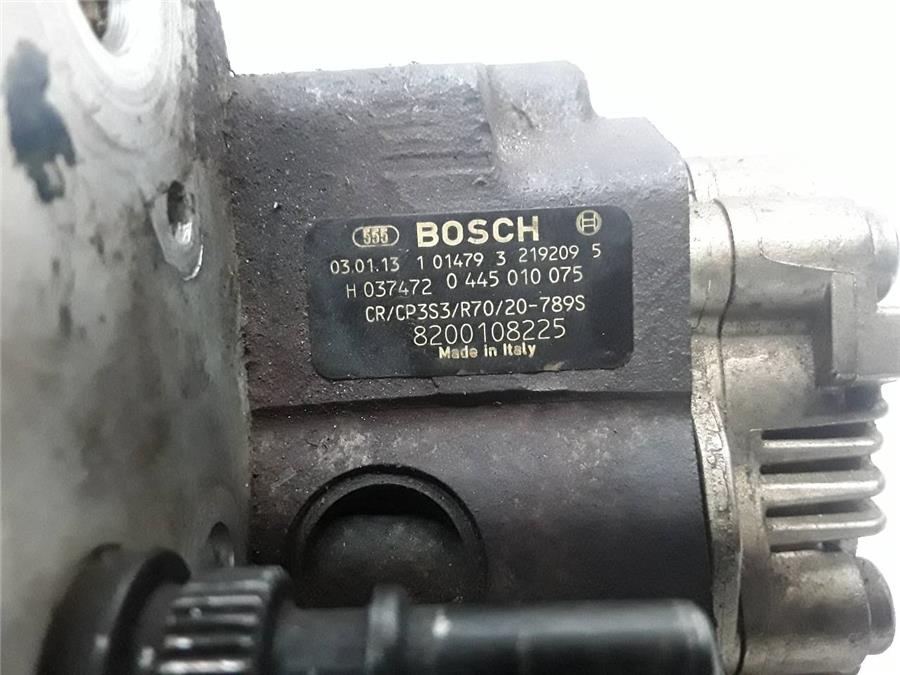 555 BOSCH
03.01.13 1 01479 3 219209 5
H 037472 0 445 010 075
CR/CP3S3/R70/20-789S
8200108225
Made in Italy